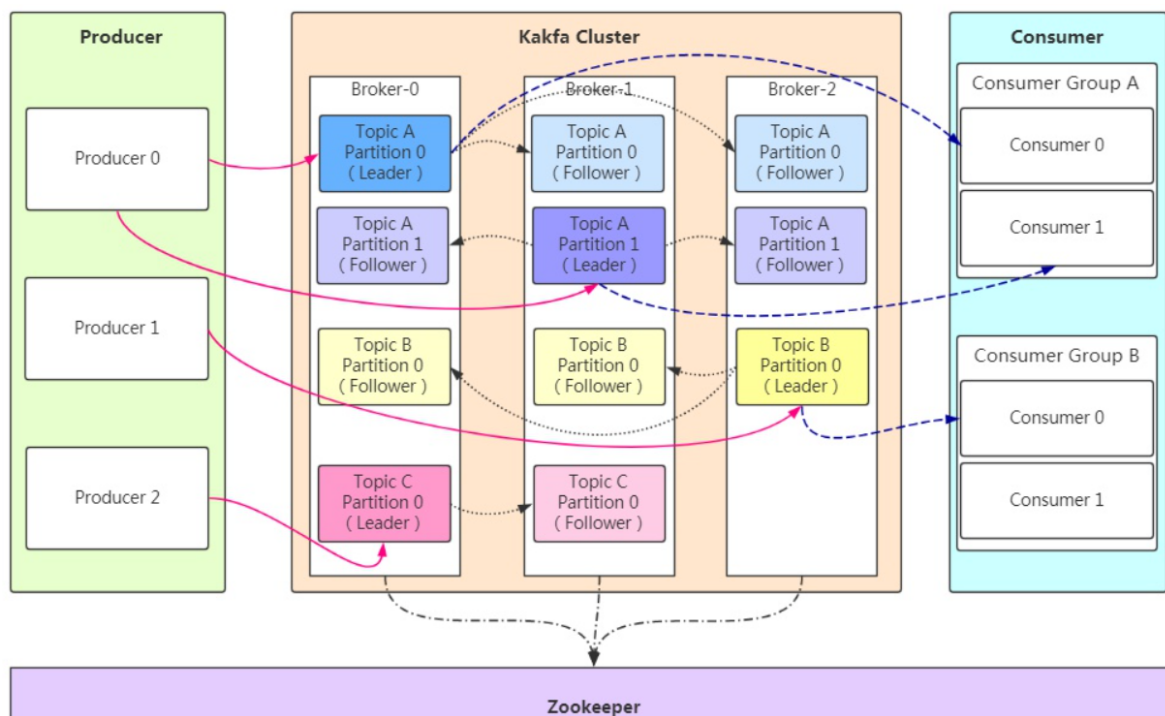 Producer
Producer 0
Producer 1
Producer 2
Kakfa Cluster
Broker-0
Topic A
Partition 0
( Leader )
Topic A
Partition 1
( Follower )
Topic B
Partition 0
( Follower )
Topic C
Partition 0
( Leader )
Broker-1
Topic A
Partition 0
( Follower )
Topic A
Partition 1
( Leader )
Topic B
Partition 0
( Follower )
Topic C
Partition 0
( Follower )
Broker-2
Topic A
Partition 0
( Follower )
Topic A
Partition 1
( Follower )
Topic B
Partition 0
( Leader )
Consumer
Consumer Group A
Consumer 0
Consumer 1
Consumer Group B
Consumer 0
Consumer 1
Zookeeper